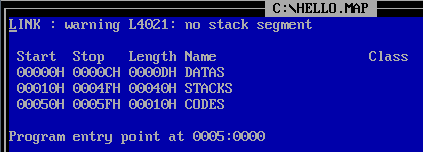 C:\HELLO.MAP
LINK : warning L4021: no stack segment
Start Stop Length Name Class
00000H 0000CH 0000DH DATAS
00010H 0004FH 00040H STACKS
00050H 0005FH 00010H CODES
Program entry point at 0005:0000